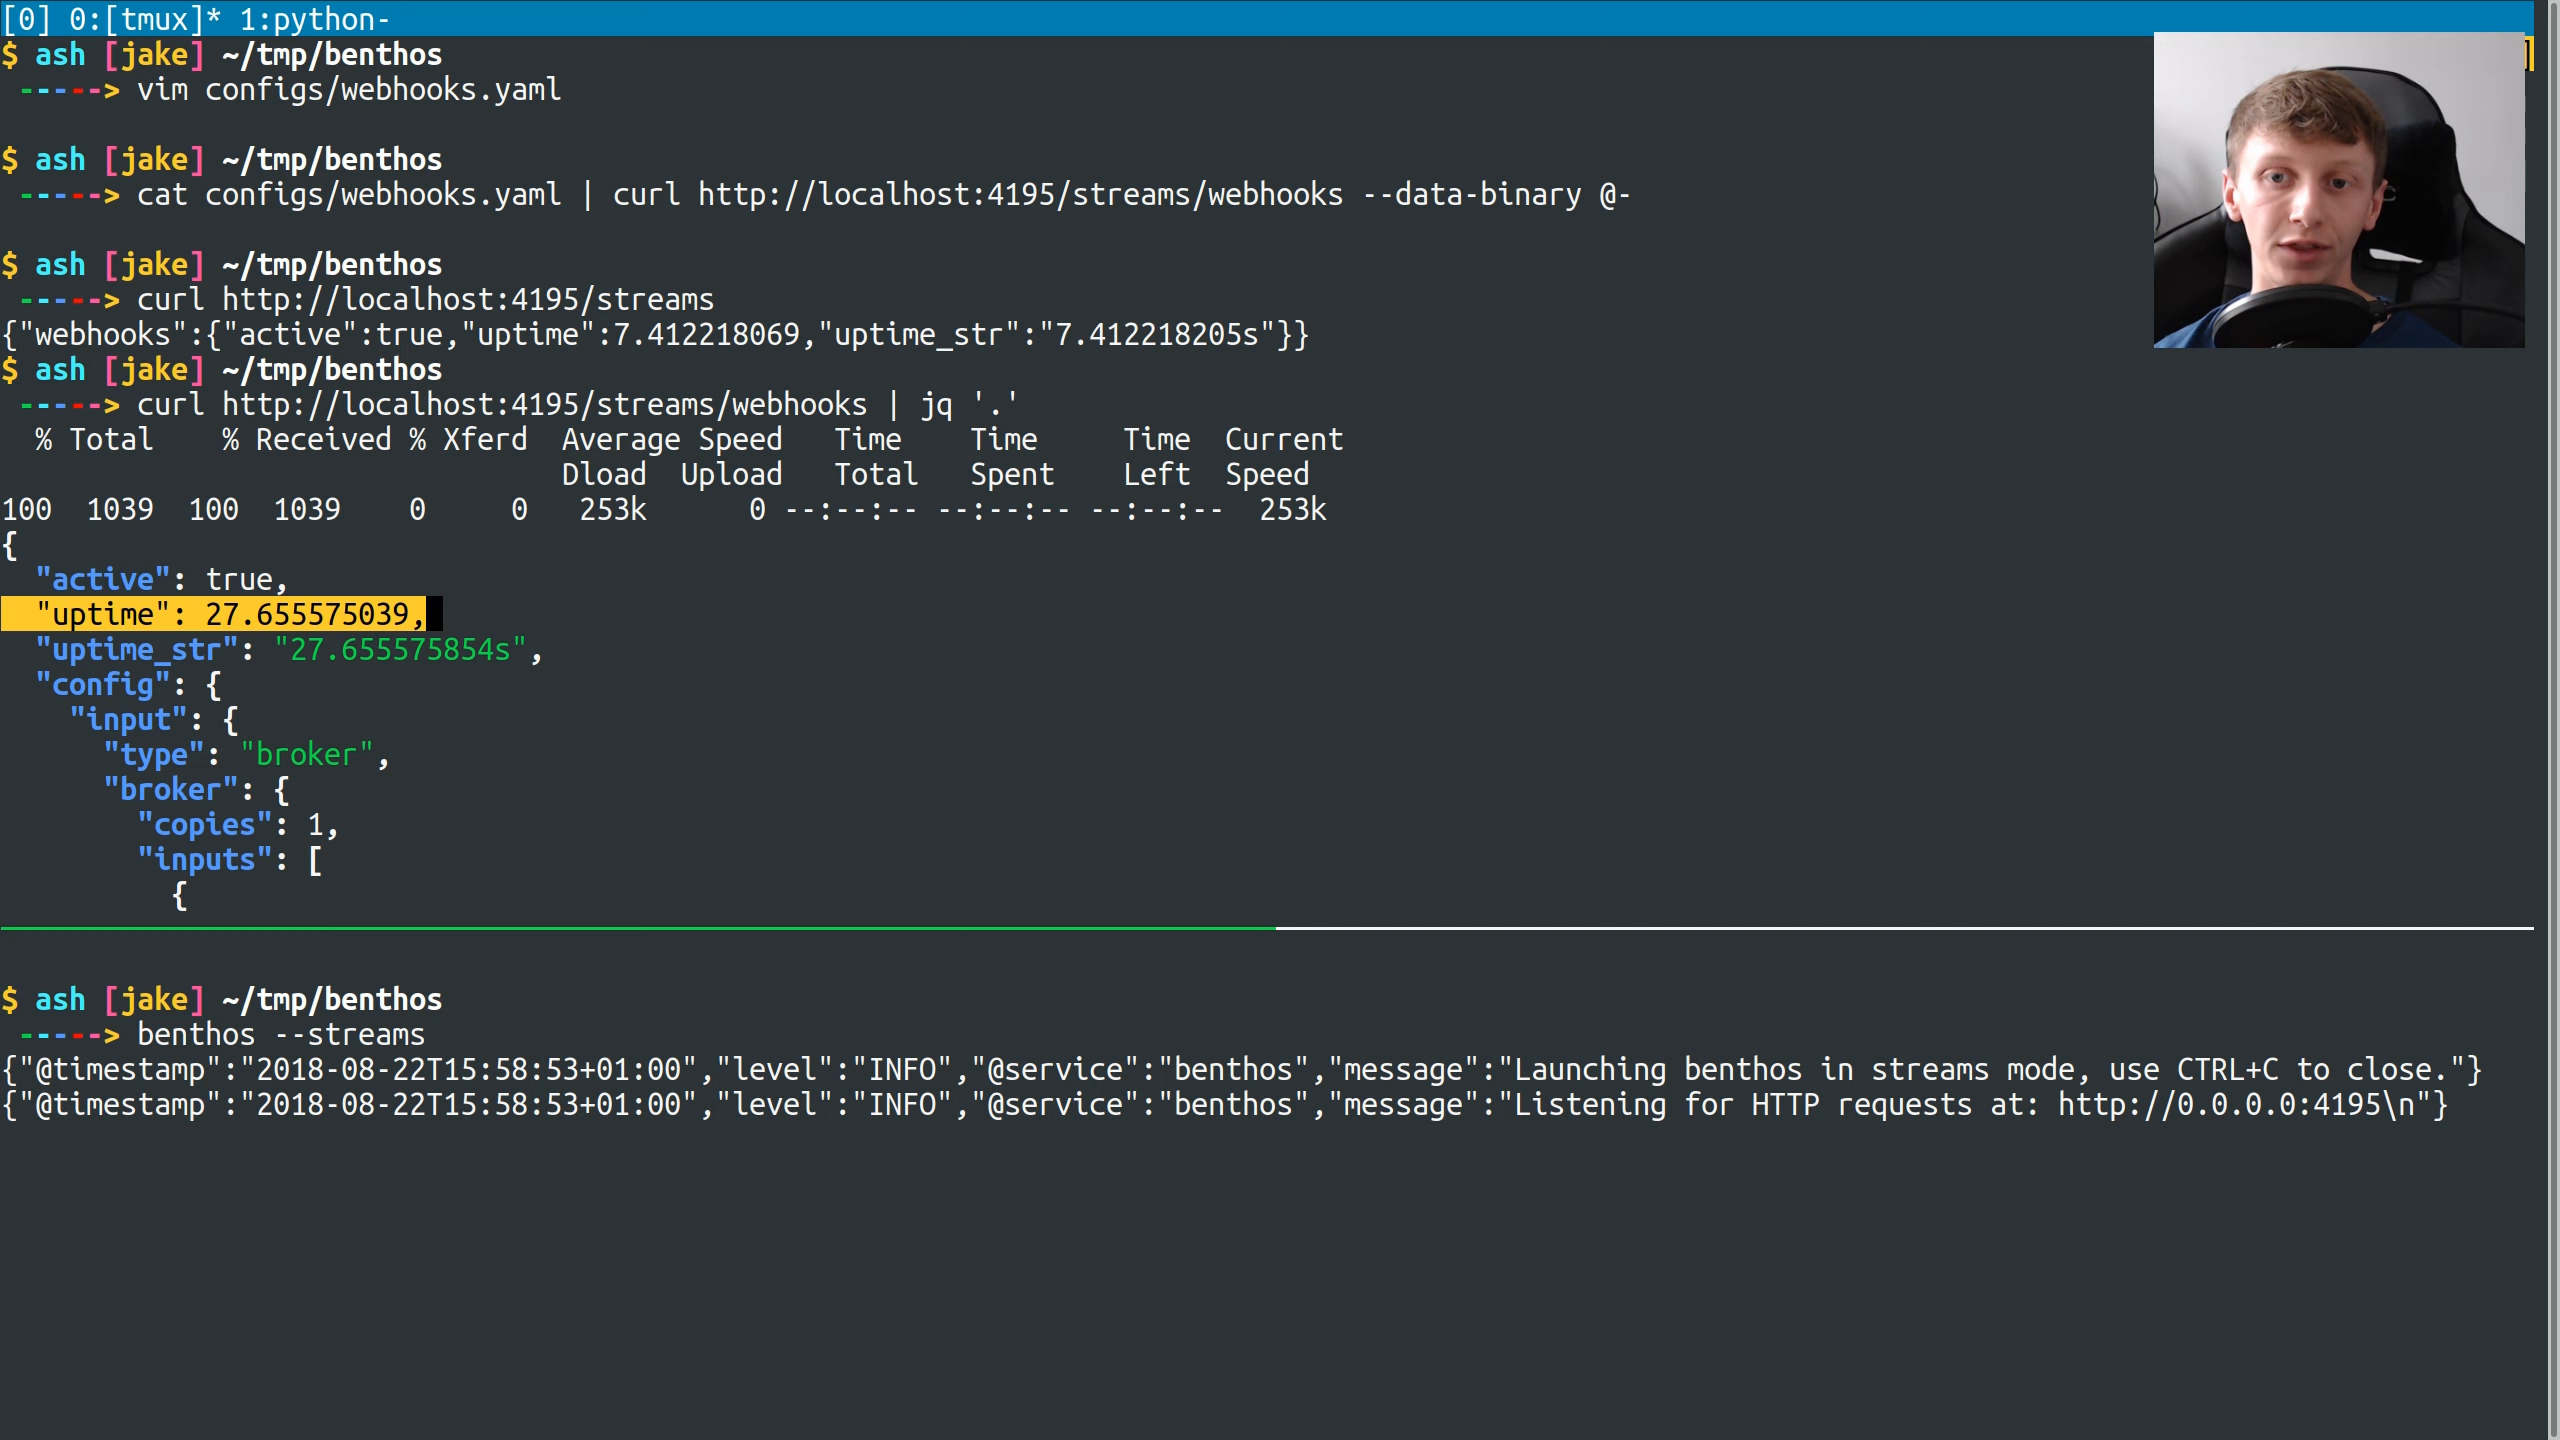 [0] 0:[tmux]* 1:python-
$ ash [jake] ~/tmp/benthos
-----> vim configs/webhooks.yaml
$ ash [jake] ~/tmp/benthos
-----> cat configs/webhooks.yaml | curl http://localhost:4195/streams/webhooks --data-binary @-
$ ash [jake] ~/tmp/benthos
-----> curl http://localhost:4195/streams
{"webhooks":{"active":true,"uptime":7.412218069,"uptime_str":"7.412218205s"}}
$ ash [jake] ~/tmp/benthos
-----> curl http://localhost:4195/streams/webhooks | jq '.'
% Total    % Received % Xferd  Average Speed   Time    Time     Time  Current
Dload  Upload   Total   Spent    Left  Speed
100  1039  100  1039    0     0   253k      0 --:--:-- --:--:-- --:--:--  253k
{
"active": true,
"uptime": 27.655575039,
"uptime_str": "27.655575854s",
"config": {
"input": {
"type": "broker",
"broker": {
"copies": 1,
"inputs": [
{
$ ash [jake] ~/tmp/benthos
-----> benthos --streams
{"@timestamp":"2018-08-22T15:58:53+01:00","level":"INFO","@service":"benthos","message":"Launching benthos in streams mode, use CTRL+C to close."}
{"@timestamp":"2018-08-22T15:58:53+01:00","level":"INFO","@service":"benthos","message":"Listening for HTTP requests at: http://0.0.0.0:4195\n"}